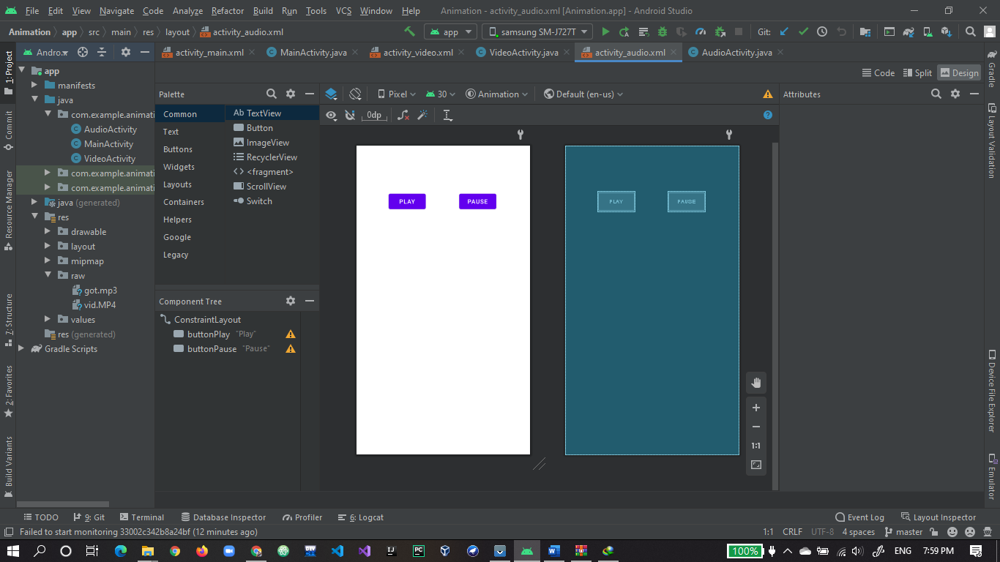 File Edit View Navigate Code Analyze Refactor Build Run Tools VCS Window Help Animation - activity_audio.xml [Animation.app] - Android Studio
Animation app src main res layout activity_audio.xml app samsung SM-J727T Git:
Andro... activity_main.xml MainActivity.java activity_video.xml VideoActivity.java activity_audio.xml AudioActivity.java
Code Split Design
1: Project
Commit
Resource Manager
7: Structure
2: Favorites
Build Variants
app
manifests
java
com.example.animati
AudioActivity
MainActivity
VideoActivity
com.example.animati
com.example.animati
java (generated)
res
drawable
layout
mipmap
raw
got.mp3
vid.MP4
values
res (generated)
Gradle Scripts
Palette
Common
Text
Buttons
Widgets
Layouts
Containers
Helpers
Google
Legacy
Ab TextView
Button
ImageView
RecyclerView
<fragment>
ScrollView
Switch
Component Tree
ConstraintLayout
buttonPlay "Play"
buttonPause "Pause"
Pixel 30 Animation Default (en-us)
0dp
PLAY PAUSE
PLAY PAUSE
1:1
Attributes
Gradle
Layout Validation
Device File Explorer
Emulator
TODO 9: Git Terminal Database Inspector Profiler 6: Logcat Event Log Layout Inspector
Failed to start monitoring 33002c342b8a24bf (12 minutes ago) 1:1 CRLF UTF-8 4 spaces master
100% ENG 7:59 PM